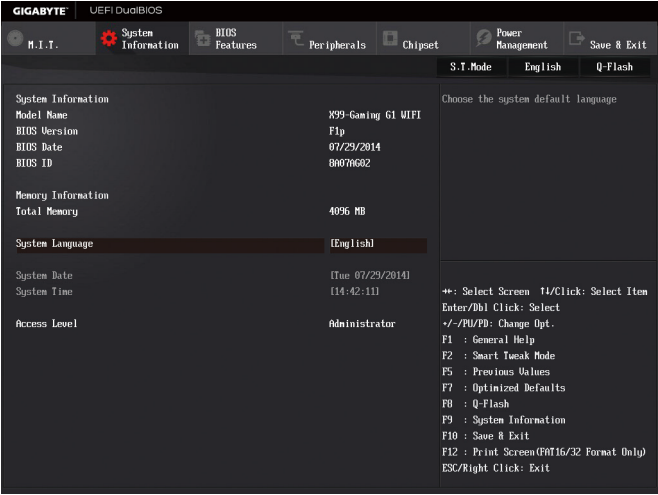 GIGABYTE™ UEFI DualBIOS
M.I.T.
System
Information
BIOS
Features
Peripherals
Chipset
Power
Management
Save & Exit
S.T.Mode English Q-Flash
System Information
Model Name X99-Gaming G1 WIFI
BIOS Version F1p
BIOS Date 07/29/2014
BIOS ID 8A07AG02
Memory Information
Total Memory 4096 MB
System Language [English]
System Date [Tue 07/29/2014]
System Time [14:42:11]
Access Level Administrator
Choose the system default language
→←: Select Screen ↑↓/Click: Select Item
Enter/Dbl Click: Select
+/-/PU/PD: Change Opt.
F1 : General Help
F2 : Smart Tweak Mode
F5 : Previous Values
F7 : Optimized Defaults
F8 : Q-Flash
F9 : System Information
F10 : Save & Exit
F12 : Print Screen(FAT16/32 Format Only)
ESC/Right Click: Exit